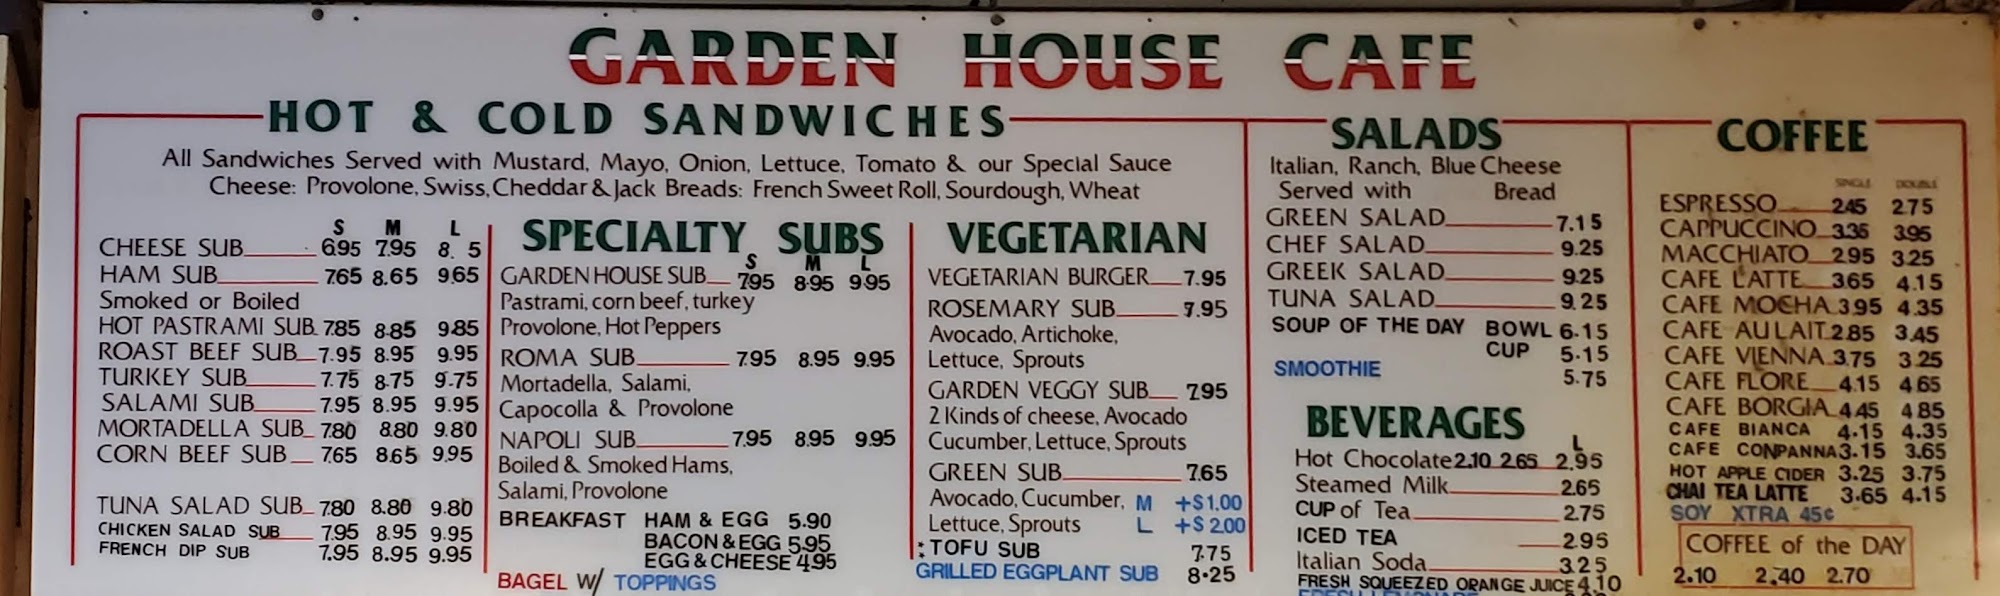 GARDEN HOUSE CAFE
HOT & COLD SANDWICHES
All Sandwiches Served with Mustard, Mayo, Onion, Lettuce, Tomato & our Special Sauce
Cheese: Provolone, Swiss, Cheddar & Jack Breads: French Sweet Roll, Sourdough, Wheat
S M L
CHEESE SUB 6.95 7.95 8. 5
HAM SUB 7.65 8.65 9.65
Smoked or Boiled
HOT PASTRAMI SUB 7.85 8.85 9.85
ROAST BEEF SUB 7.95 8.95 9.95
TURKEY SUB 7.75 8.75 9.75
SALAMI SUB 7.95 8.95 9.95
MORTADELLA SUB 7.80 8.80 9.80
CORN BEEF SUB 7.65 8.65 9.95
TUNA SALAD SUB 7.80 8.80 9.80
CHICKEN SALAD SUB 7.95 8.95 9.95
FRENCH DIP SUB 7.95 8.95 9.95
SPECIALTY SUBS
S M L
GARDEN HOUSE SUB 7.95 8.95 9.95
Pastrami, corn beef, turkey
Provolone, Hot Peppers
ROMA SUB 7.95 8.95 9.95
Mortadella, Salami,
Capocolla & Provolone
NAPOLI SUB 7.95 8.95 9.95
Boiled & Smoked Hams,
Salami, Provolone
BREAKFAST HAM & EGG 5.90
BACON & EGG 5.95
EGG & CHEESE 4.95
BAGEL W/ TOPPINGS
VEGETARIAN
VEGETARIAN BURGER 7.95
ROSEMARY SUB 7.95
Avocado, Artichoke,
Lettuce, Sprouts
GARDEN VEGGY SUB 7.95
2 Kinds of cheese, Avocado
Cucumber, Lettuce, Sprouts
GREEN SUB 7.65
Avocado, Cucumber, M +$1.00
Lettuce, Sprouts L +$2.00
TOFU SUB 7.75
GRILLED EGGPLANT SUB 8.25
SALADS
Italian, Ranch, Blue Cheese
Served with Bread
GREEN SALAD 7.15
CHEF SALAD 9.25
GREEK SALAD 9.25
TUNA SALAD 9.25
SOUP OF THE DAY BOWL 6.15
CUP 5.15
SMOOTHIE 5.75
BEVERAGES
L
Hot Chocolate 2.10 2.65 2.95
Steamed Milk 2.65
CUP of Tea 2.75
ICED TEA 2.95
Italian Soda 3.25
FRESH SQUEEZED ORANGE JUICE 4.10
FRESH LEMONADE
COFFEE
SINGLE DOUBLE
ESPRESSO 2.45 2.75
CAPPUCCINO 3.35 3.95
MACCHIATO 2.95 3.25
CAFE LATTE 3.65 4.15
CAFE MOCHA 3.95 4.35
CAFE AU LAIT 2.85 3.45
CAFE VIENNA 3.75 3.25
CAFE FLORE 4.15 4.65
CAFE BORGIA 4.45 4.85
CAFE BIANCA 4.15 4.35
CAFE CONPANNA 3.15 3.65
HOT APPLE CIDER 3.25 3.75
CHAI TEA LATTE 3.65 4.15
SOY XTRA 45¢
COFFEE of the DAY
2.10 2.40 2.70